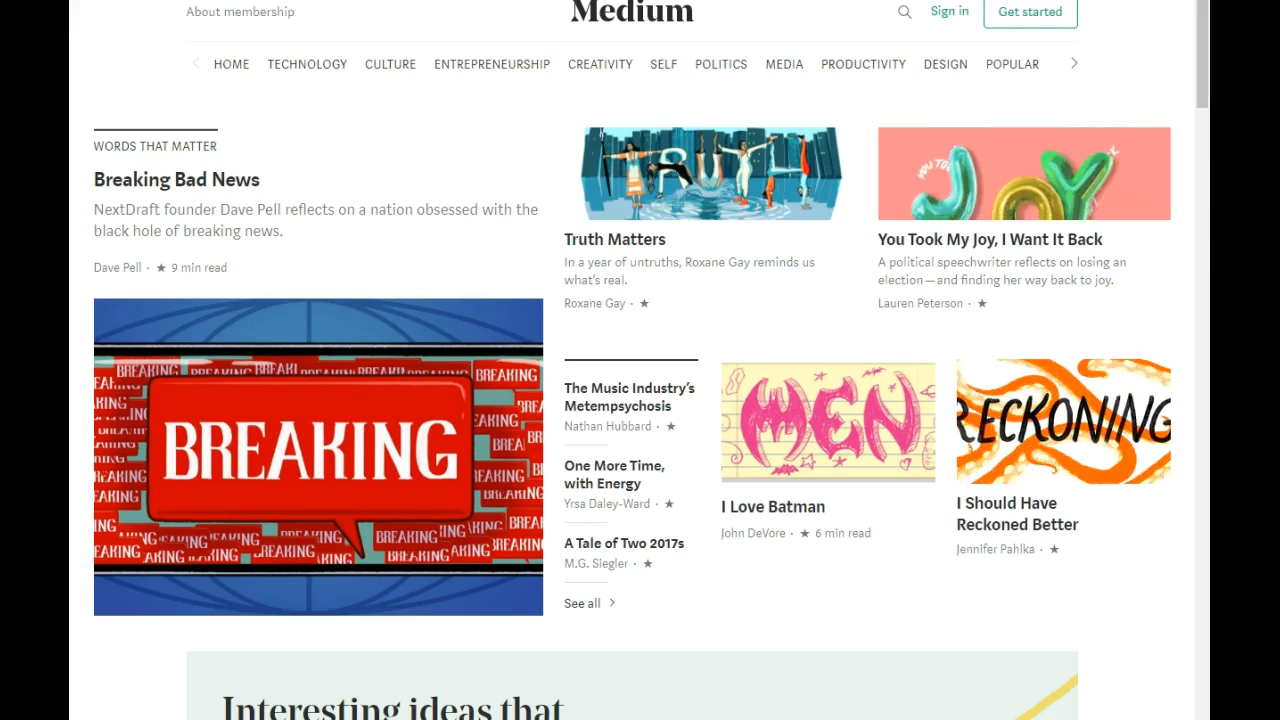 About membership
Medium
Sign in
Get started
HOME TECHNOLOGY CULTURE ENTREPRENEURSHIP CREATIVITY SELF POLITICS MEDIA PRODUCTIVITY DESIGN POPULAR
WORDS THAT MATTER
Breaking Bad News
NextDraft founder Dave Pell reflects on a nation obsessed with the
black hole of breaking news.
Dave Pell · ★ 9 min read
BREAKING
TRUTH
Truth Matters
In a year of untruths, Roxane Gay reminds us
what's real.
Roxane Gay · ★
YOU TOOK
JOY
You Took My Joy, I Want It Back
A political speechwriter reflects on losing an
election — and finding her way back to joy.
Lauren Peterson · ★
The Music Industry's
Metempsychosis
Nathan Hubbard · ★
One More Time,
with Energy
Yrsa Daley-Ward · ★
A Tale of Two 2017s
M.G. Siegler · ★
See all
MEN
I Love Batman
John DeVore · ★ 6 min read
RECKONING
I Should Have
Reckoned Better
Jennifer Pahlka · ★
Interesting ideas that